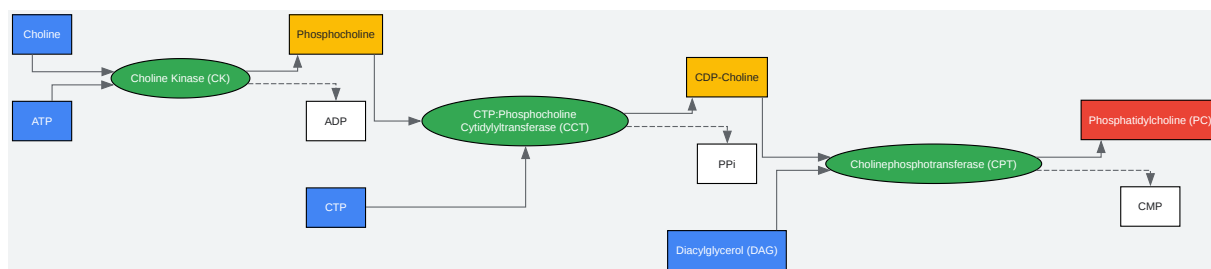 Choline
Phosphocholine
Choline Kinase (CK)
CDP-Choline
ATP
ADP
CTP:Phosphocholine
Cytidylyltransferase (CCT)
Phosphatidylcholine (PC)
PPi
Cholinephosphotransferase (CPT)
CTP
CMP
Diacylglycerol (DAG)